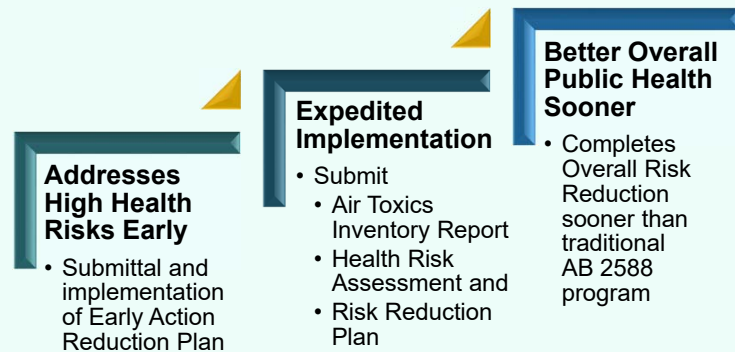 Addresses
High Health
Risks Early
• Submittal and
implementation
of Early Action
Reduction Plan
Expedited
Implementation
• Submit
• Air Toxics
Inventory Report
• Health Risk
Assessment and
• Risk Reduction
Plan
Better Overall
Public Health
Sooner
• Completes
Overall Risk
Reduction
sooner than
traditional
AB 2588
program